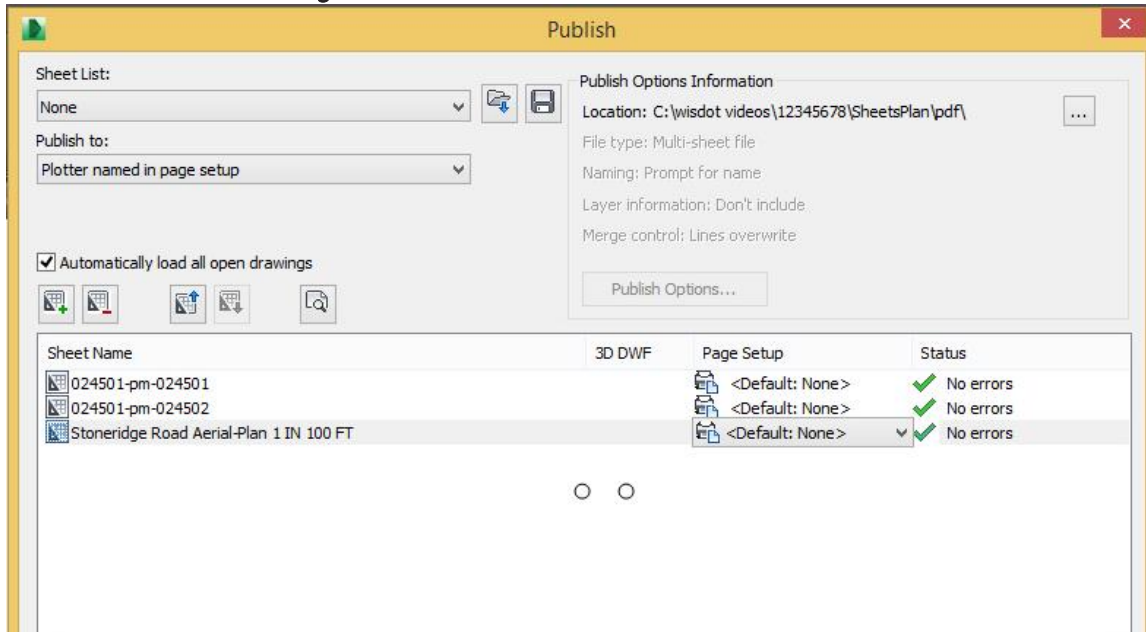 Publish
Sheet List:
None
Publish to:
Plotter named in page setup
Automatically load all open drawings
Publish Options Information
Location: C:\wisdot videos\12345678\SheetsPlan\pdf\
...
File type: Multi-sheet file
Naming: Prompt for name
Layer information: Don't include
Merge control: Lines overwrite
Publish Options...
Sheet Name 3D DWF Page Setup Status
024501-pm-024501 <Default: None> No errors
024501-pm-024502 <Default: None> No errors
Stoneridge Road Aerial-Plan 1 IN 100 FT <Default: None> No errors